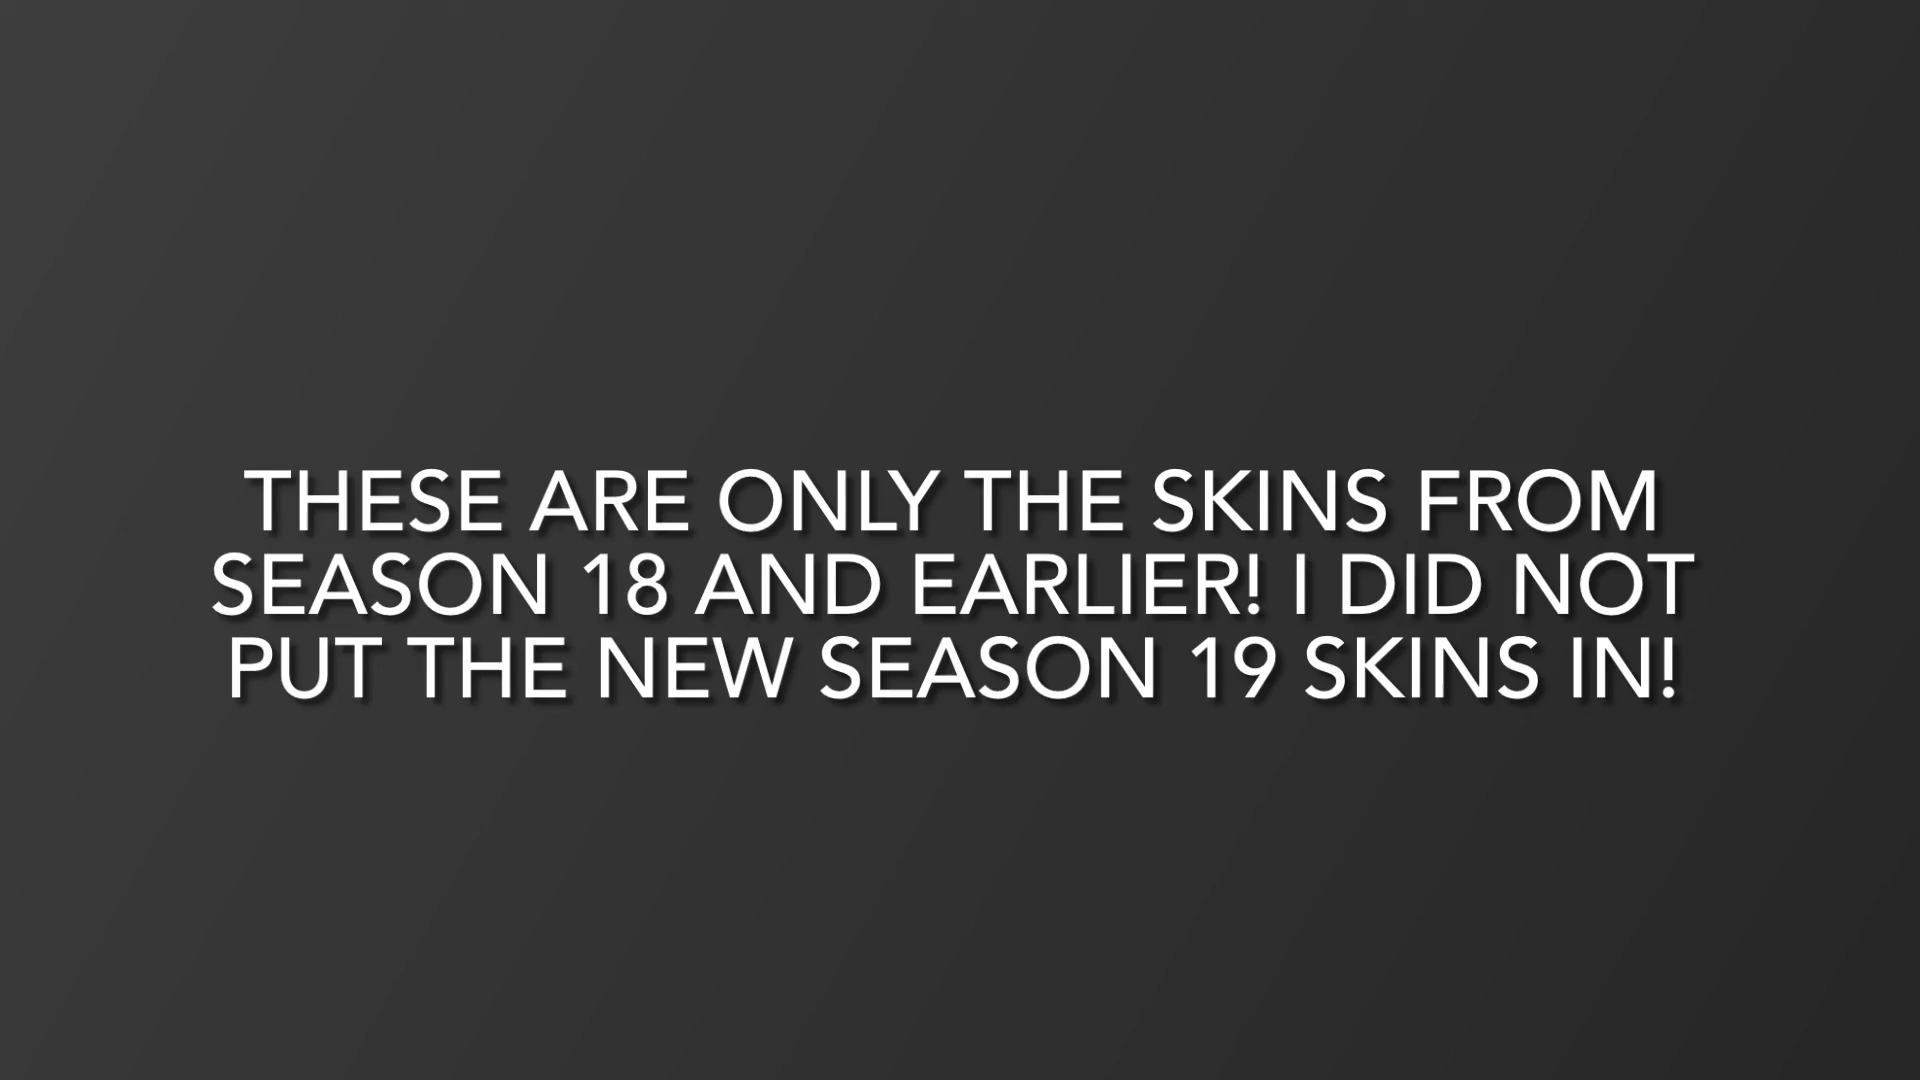 THESE ARE ONLY THE SKINS FROM
SEASON 18 AND EARLIER! I DID NOT
PUT THE NEW SEASON 19 SKINS IN!